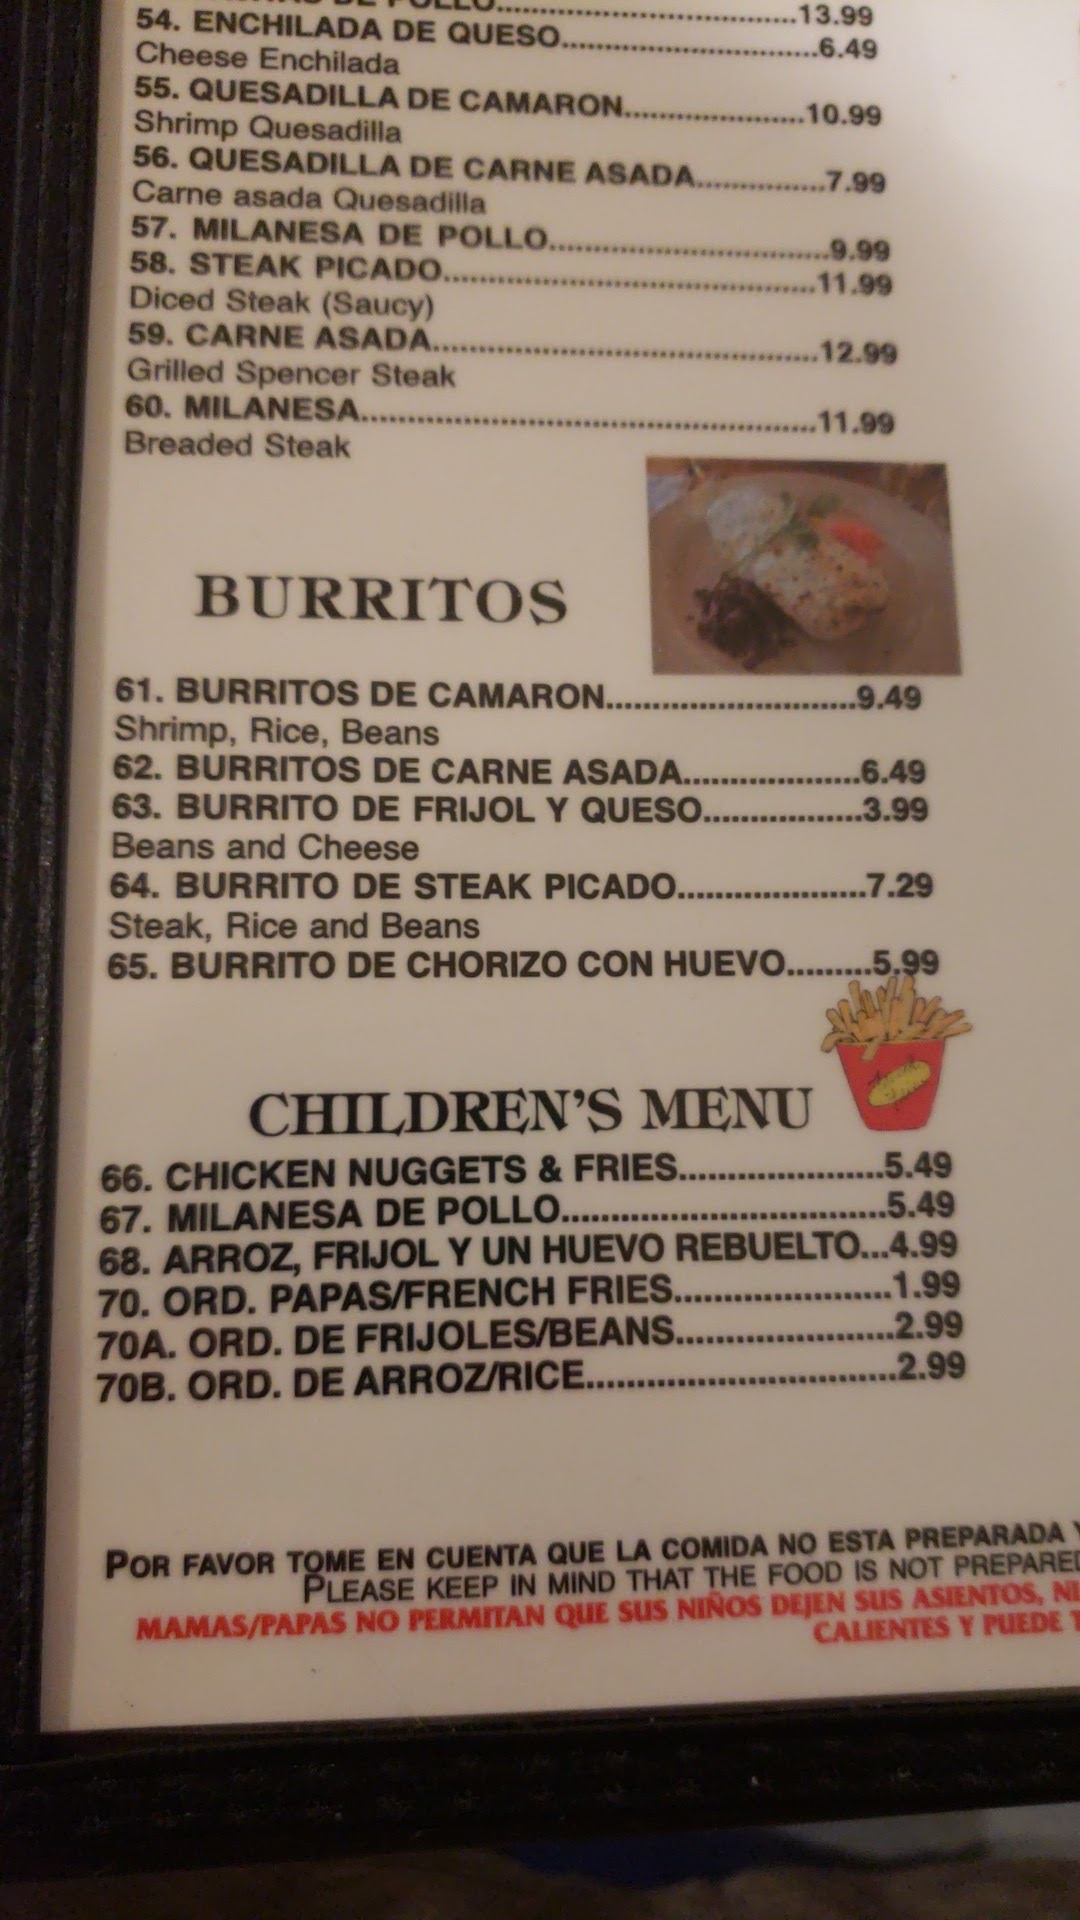 DE POLLO..................................13.99
54. ENCHILADA DE QUESO.............................6.49
Cheese Enchilada
55. QUESADILLA DE CAMARON....................10.99
Shrimp Quesadilla
56. QUESADILLA DE CARNE ASADA...............7.99
Carne asada Quesadilla
57. MILANESA DE POLLO...............................9.99
58. STEAK PICADO..........................................11.99
Diced Steak (Saucy)
59. CARNE ASADA...........................................12.99
Grilled Spencer Steak
60. MILANESA...................................................11.99
Breaded Steak
BURRITOS
61. BURRITOS DE CAMARON...........................9.49
Shrimp, Rice, Beans
62. BURRITOS DE CARNE ASADA...................6.49
63. BURRITO DE FRIJOL Y QUESO.................3.99
Beans and Cheese
64. BURRITO DE STEAK PICADO....................7.29
Steak, Rice and Beans
65. BURRITO DE CHORIZO CON HUEVO.........5.99
CHILDREN'S MENU
66. CHICKEN NUGGETS & FRIES....................5.49
67. MILANESA DE POLLO................................5.49
68. ARROZ, FRIJOL Y UN HUEVO REBUELTO...4.99
70. ORD. PAPAS/FRENCH FRIES.....................1.99
70A. ORD. DE FRIJOLES/BEANS.....................2.99
70B. ORD. DE ARROZ/RICE..............................2.99
POR FAVOR TOME EN CUENTA QUE LA COMIDA NO ESTA PREPARADA Y
PLEASE KEEP IN MIND THAT THE FOOD IS NOT PREPARED
MAMAS/PAPAS NO PERMITAN QUE SUS NIÑOS DEJEN SUS ASIENTOS, NI
CALIENTES Y PUEDE